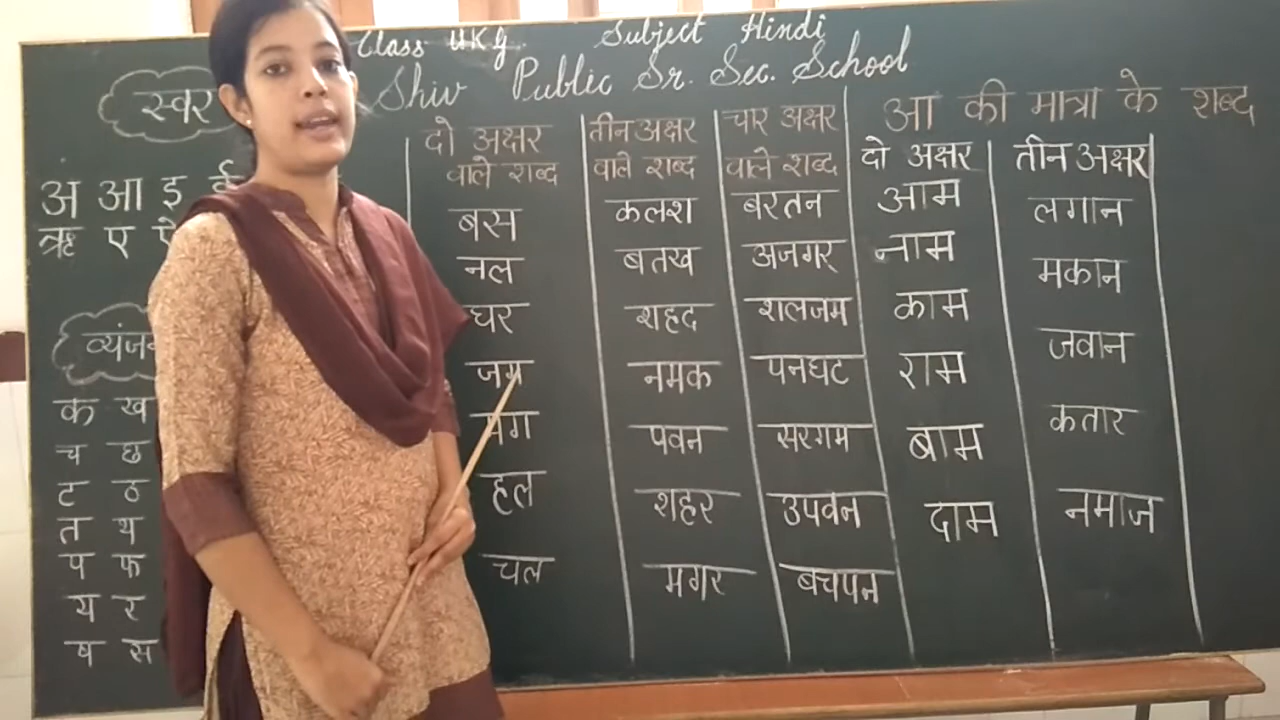 Class UKG Subject Hindi
Shiv Public Sr. Sec. School
स्वर
अं आ इ ई
ऋ ए ऐ
व्यंजन
क ख
च छ
ट ठ
त थ
प फ
य र
ष स
दो अक्षर
वाले शब्द
बस
नल
घर
जग
मग
हल
चल
तीन अक्षर
वाले शब्द
कलश
बतख
शहद
नमक
पवन
शहर
मगर
चार अक्षर
वाले शब्द
बरतन
अजगर
शलजम
पनघट
सरगम
उपवन
बचपन
आ की मात्रा के शब्द
दो अक्षर
आम
नाम
काम
राम
बाम
दाम
तीन अक्षर
लगान
मकान
जवान
कतार
नमाज